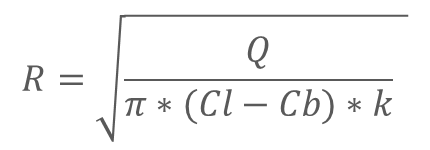 R = √(Q / (π * (Cl − Cb) * k))